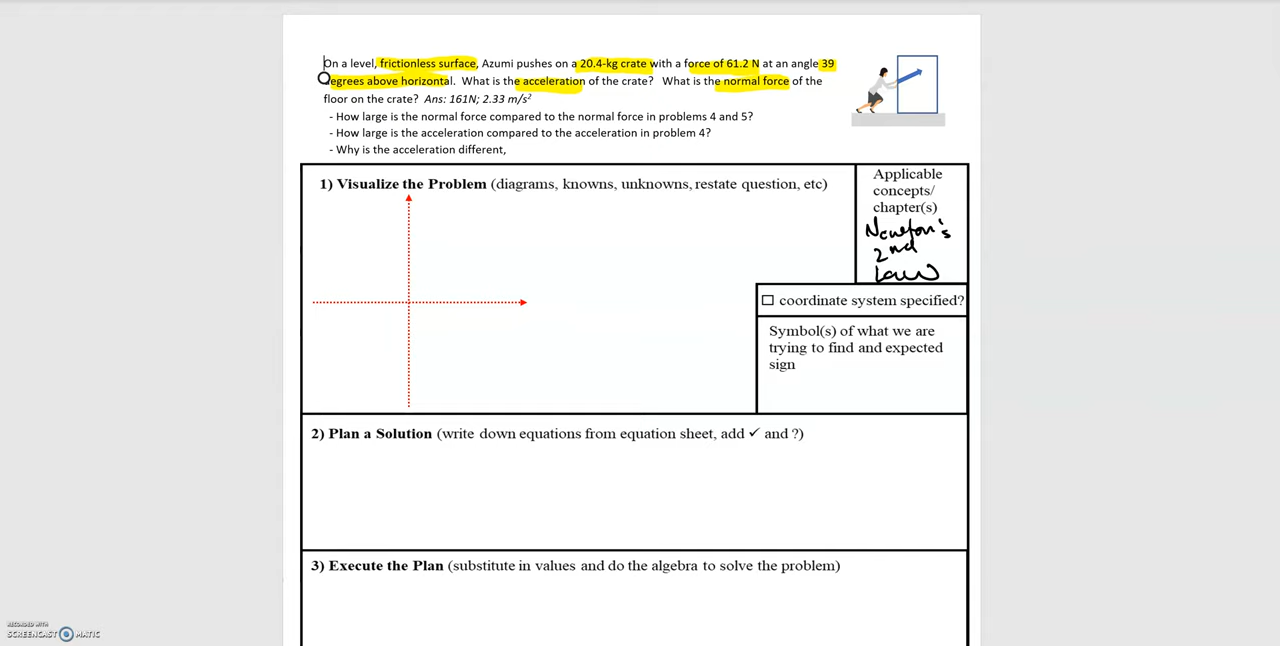 On a level, frictionless surface, Azumi pushes on a 20.4-kg crate with a force of 61.2 N at an angle 39
degrees above horizontal. What is the acceleration of the crate? What is the normal force of the
floor on the crate? Ans: 161N; 2.33 m/s²
- How large is the normal force compared to the normal force in problems 4 and 5?
- How large is the acceleration compared to the acceleration in problem 4?
- Why is the acceleration different,
1) Visualize the Problem (diagrams, knowns, unknowns, restate question, etc)
Applicable
concepts/
chapter(s)
Newton's
2nd
Law
☐ coordinate system specified?
Symbol(s) of what we are
trying to find and expected
sign
2) Plan a Solution (write down equations from equation sheet, add ✓ and ?)
3) Execute the Plan (substitute in values and do the algebra to solve the problem)
RECORDED WITH
SCREENCAST MATIC